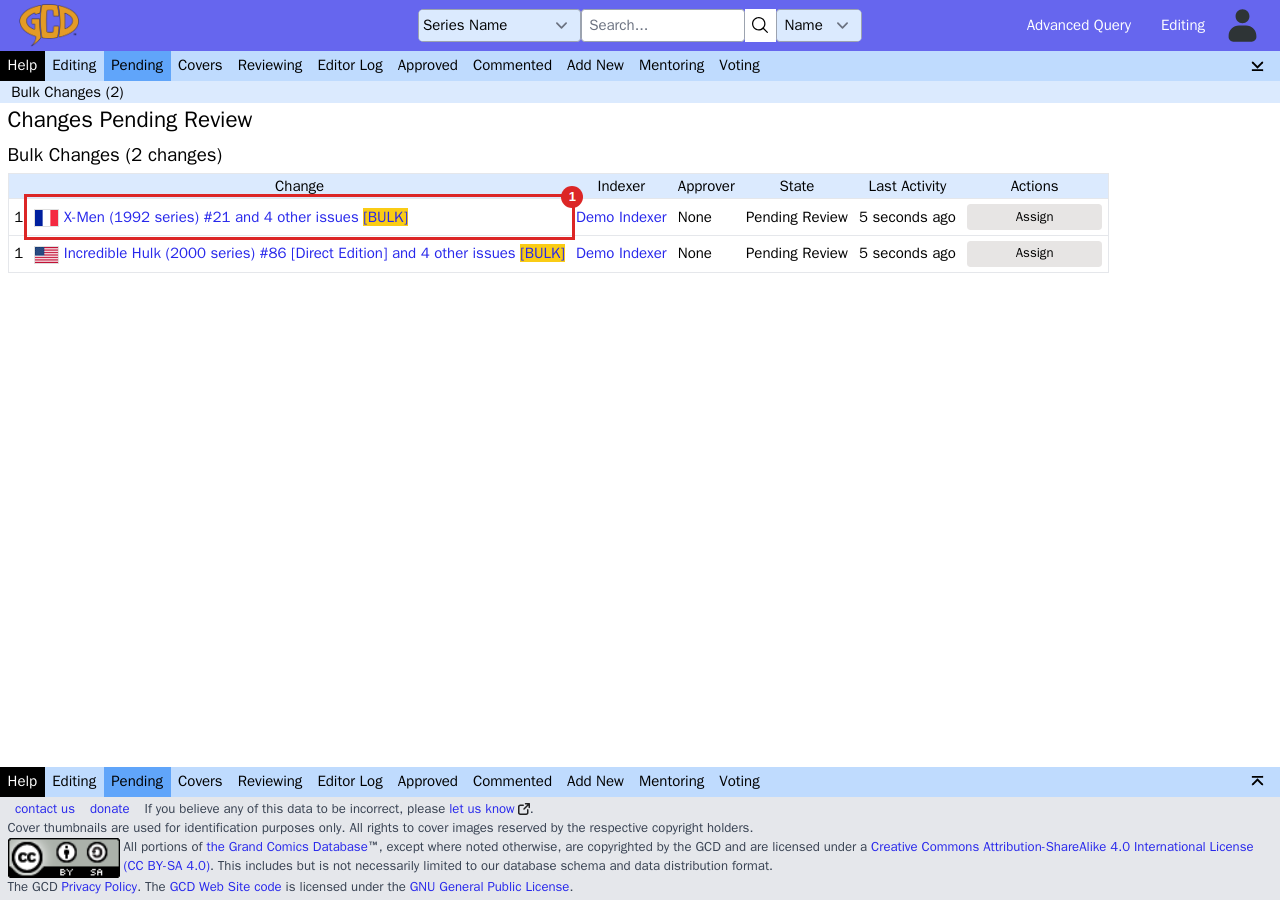 GCD
Series Name Search... Name Advanced Query Editing
Help Editing Pending Covers Reviewing Editor Log Approved Commented Add New Mentoring Voting
Bulk Changes (2)
Changes Pending Review
Bulk Changes (2 changes)
Change Indexer Approver State Last Activity Actions
1
1 X-Men (1992 series) #21 and 4 other issues [BULK] Demo Indexer None Pending Review 5 seconds ago Assign
1 Incredible Hulk (2000 series) #86 [Direct Edition] and 4 other issues [BULK] Demo Indexer None Pending Review 5 seconds ago Assign
Help Editing Pending Covers Reviewing Editor Log Approved Commented Add New Mentoring Voting
contact us donate If you believe any of this data to be incorrect, please let us know .
Cover thumbnails are used for identification purposes only. All rights to cover images reserved by the respective copyright holders.
cc BY SA All portions of the Grand Comics Database™, except where noted otherwise, are copyrighted by the GCD and are licensed under a Creative Commons Attribution-ShareAlike 4.0 International License
(CC BY-SA 4.0). This includes but is not necessarily limited to our database schema and data distribution format.
The GCD Privacy Policy. The GCD Web Site code is licensed under the GNU General Public License.